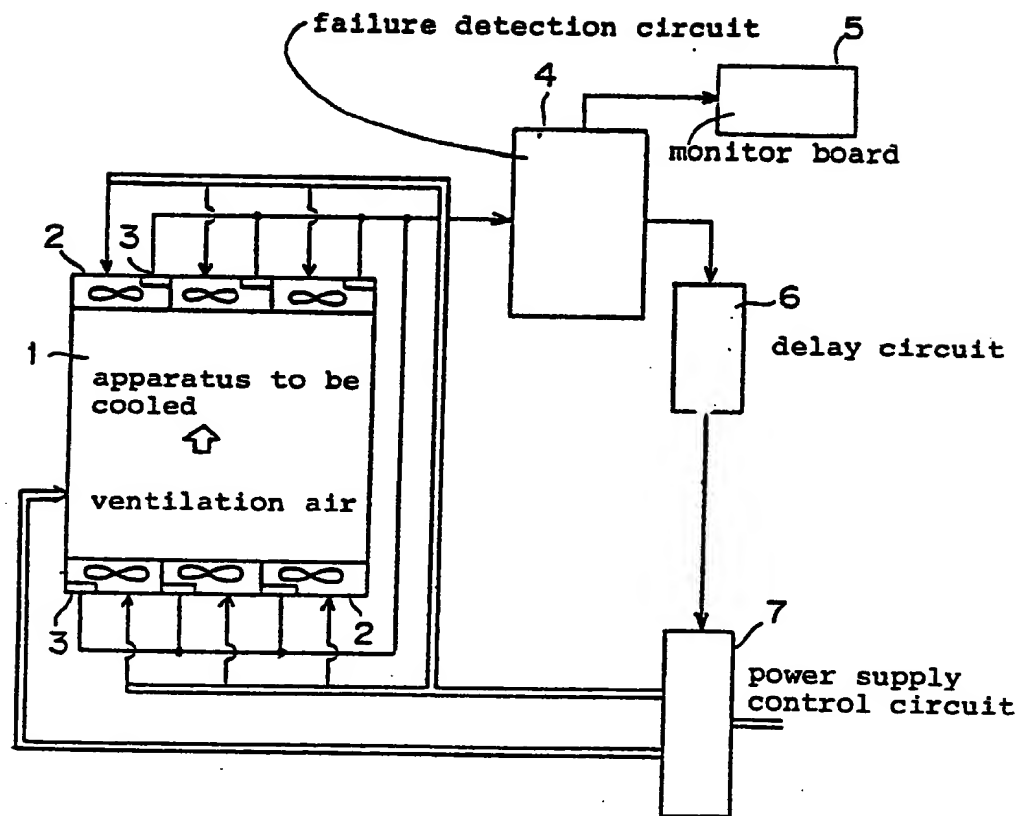 failure detection circuit
5
4
monitor board
2
3
6
delay circuit
1
apparatus to be
cooled
ventilation air
3
2
7
power supply
control circuit